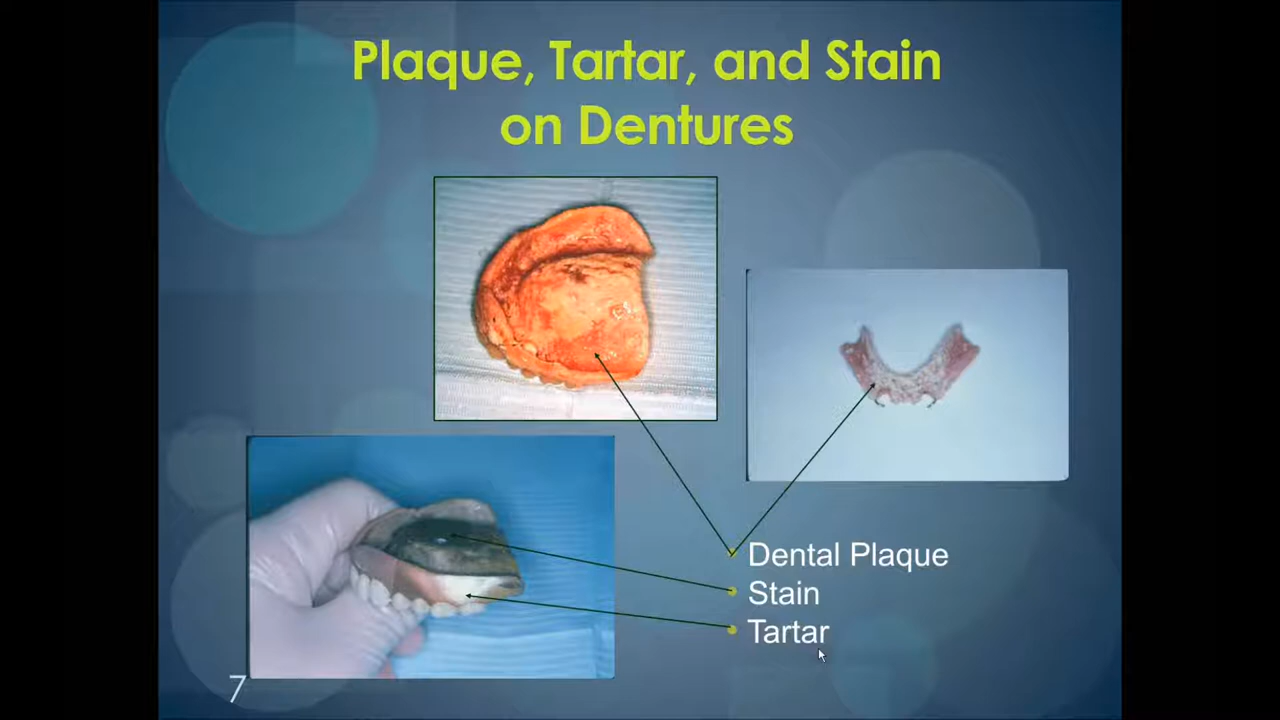 Plaque, Tartar, and Stain
on Dentures
Dental Plaque
Stain
Tartar
7